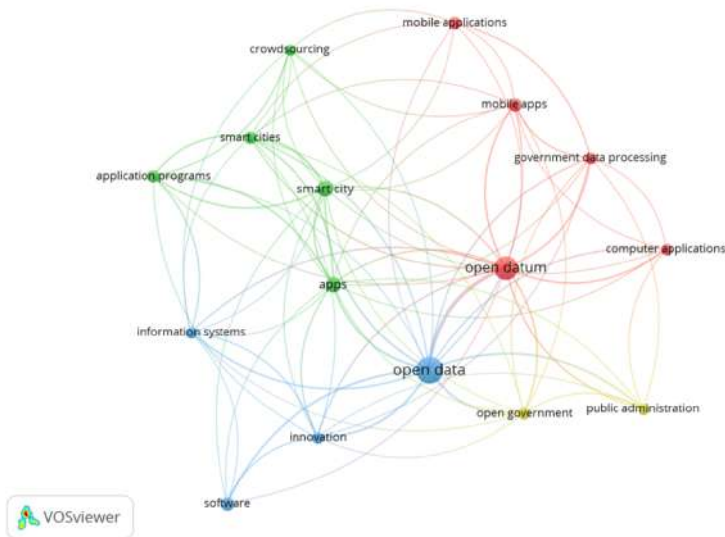 mobile applications
crowdsourcing
mobile apps
smart cities
government data processing
application programs
smart city
computer applications
open datum
apps
information systems
open data
public administration
open government
innovation
software
VOSviewer